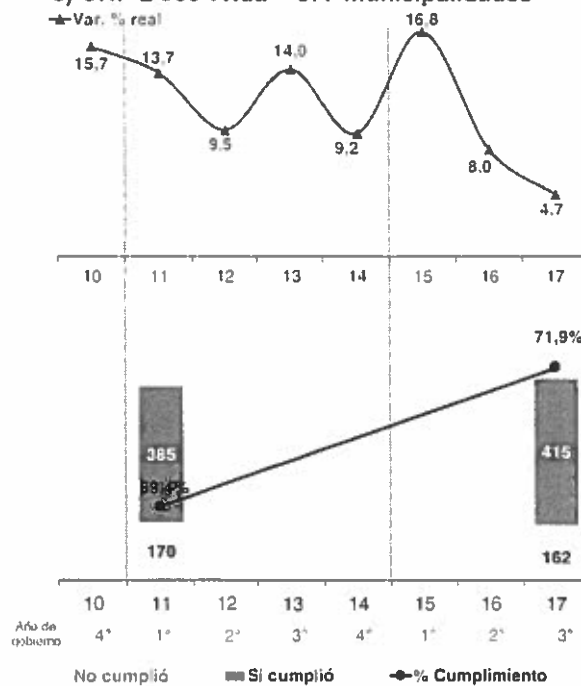 Var. % real
15,7
13,7
9,5
14,0
9,2
16,8
8,0
4,7
10 11 12 13 14 15 16 17
71,9%
385
415
170
162
10 11 12 13 14 15 16 17
Año de gobierno 4° 1° 2° 3° 4° 1° 2° 3°
No cumplió Sí cumplió % Cumplimiento